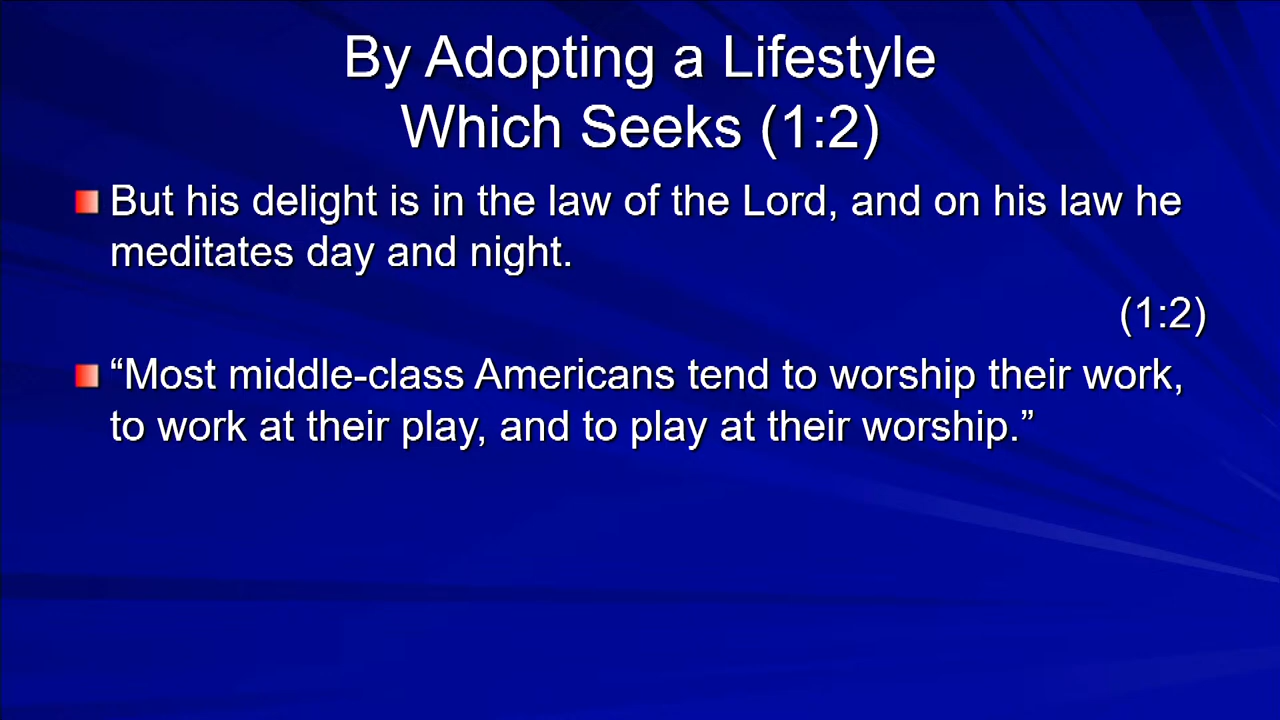 By Adopting a Lifestyle
Which Seeks (1:2)
But his delight is in the law of the Lord, and on his law he
meditates day and night.
(1:2)
“Most middle-class Americans tend to worship their work,
to work at their play, and to play at their worship.”